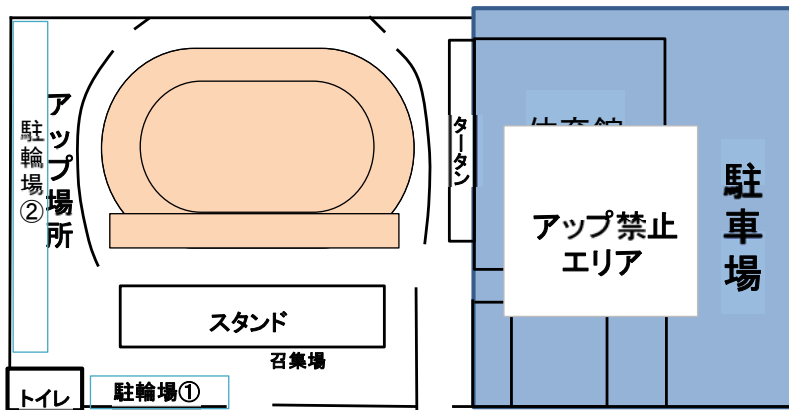 駐輪場②
アップ場所
タータン
体育館
アップ禁止
エリア
駐車場
スタンド
召集場
トイレ
駐輪場①